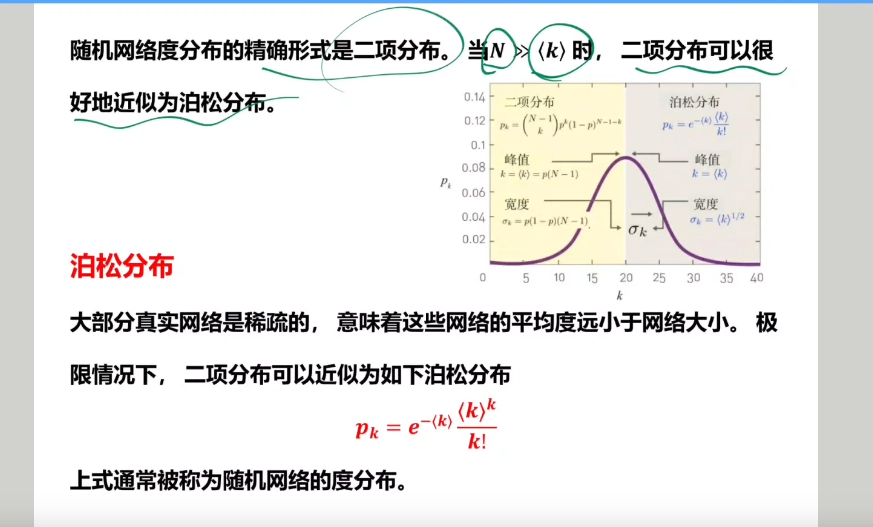 随机网络度分布的精确形式是二项分布。 当N ≫ ⟨k⟩ 时， 二项分布可以很
好地近似为泊松分布。
0.14
0.12
0.1
0.08
0.06
0.04
0.02
p_k
二项分布
p_k = \binom{N-1}{k} p^k (1-p)^{N-1-k}
峰值
k = ⟨k⟩ = p(N-1)
宽度
σ_k = p(1-p)(N-1)
泊松分布
p_k = e^{-⟨k⟩} \frac{⟨k⟩}{k!}
峰值
k = ⟨k⟩
宽度
σ_k = ⟨k⟩^{1/2}
σ_k
0 5 10 15 20 25 30 35 40
k
泊松分布
大部分真实网络是稀疏的， 意味着这些网络的平均度远小于网络大小。 极
限情况下， 二项分布可以近似为如下泊松分布
p_k = e^{-⟨k⟩} \frac{⟨k⟩^k}{k!}
上式通常被称为随机网络的度分布。